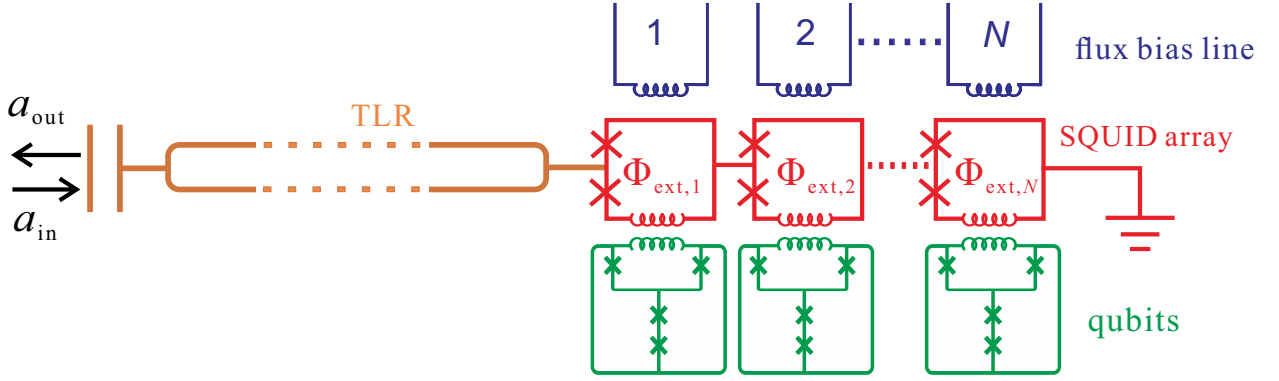 1 2 N
flux bias line
a_out
TLR
SQUID array
Φ_ext,1 Φ_ext,2 Φ_ext,N
a_in
qubits